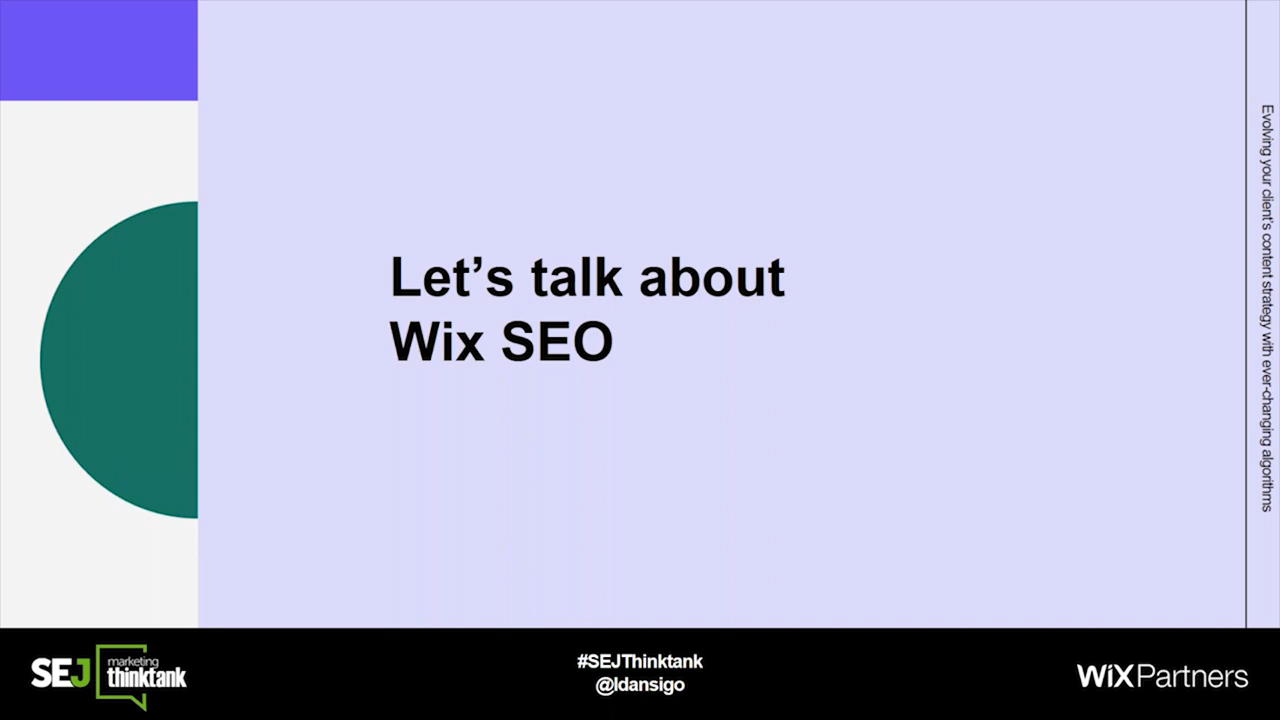 Let’s talk about
Wix SEO
Evolving your client's content strategy with ever-changing algorithms
SEJ marketing thinktank
#SEJThinktank
@Idansigo
WiX Partners